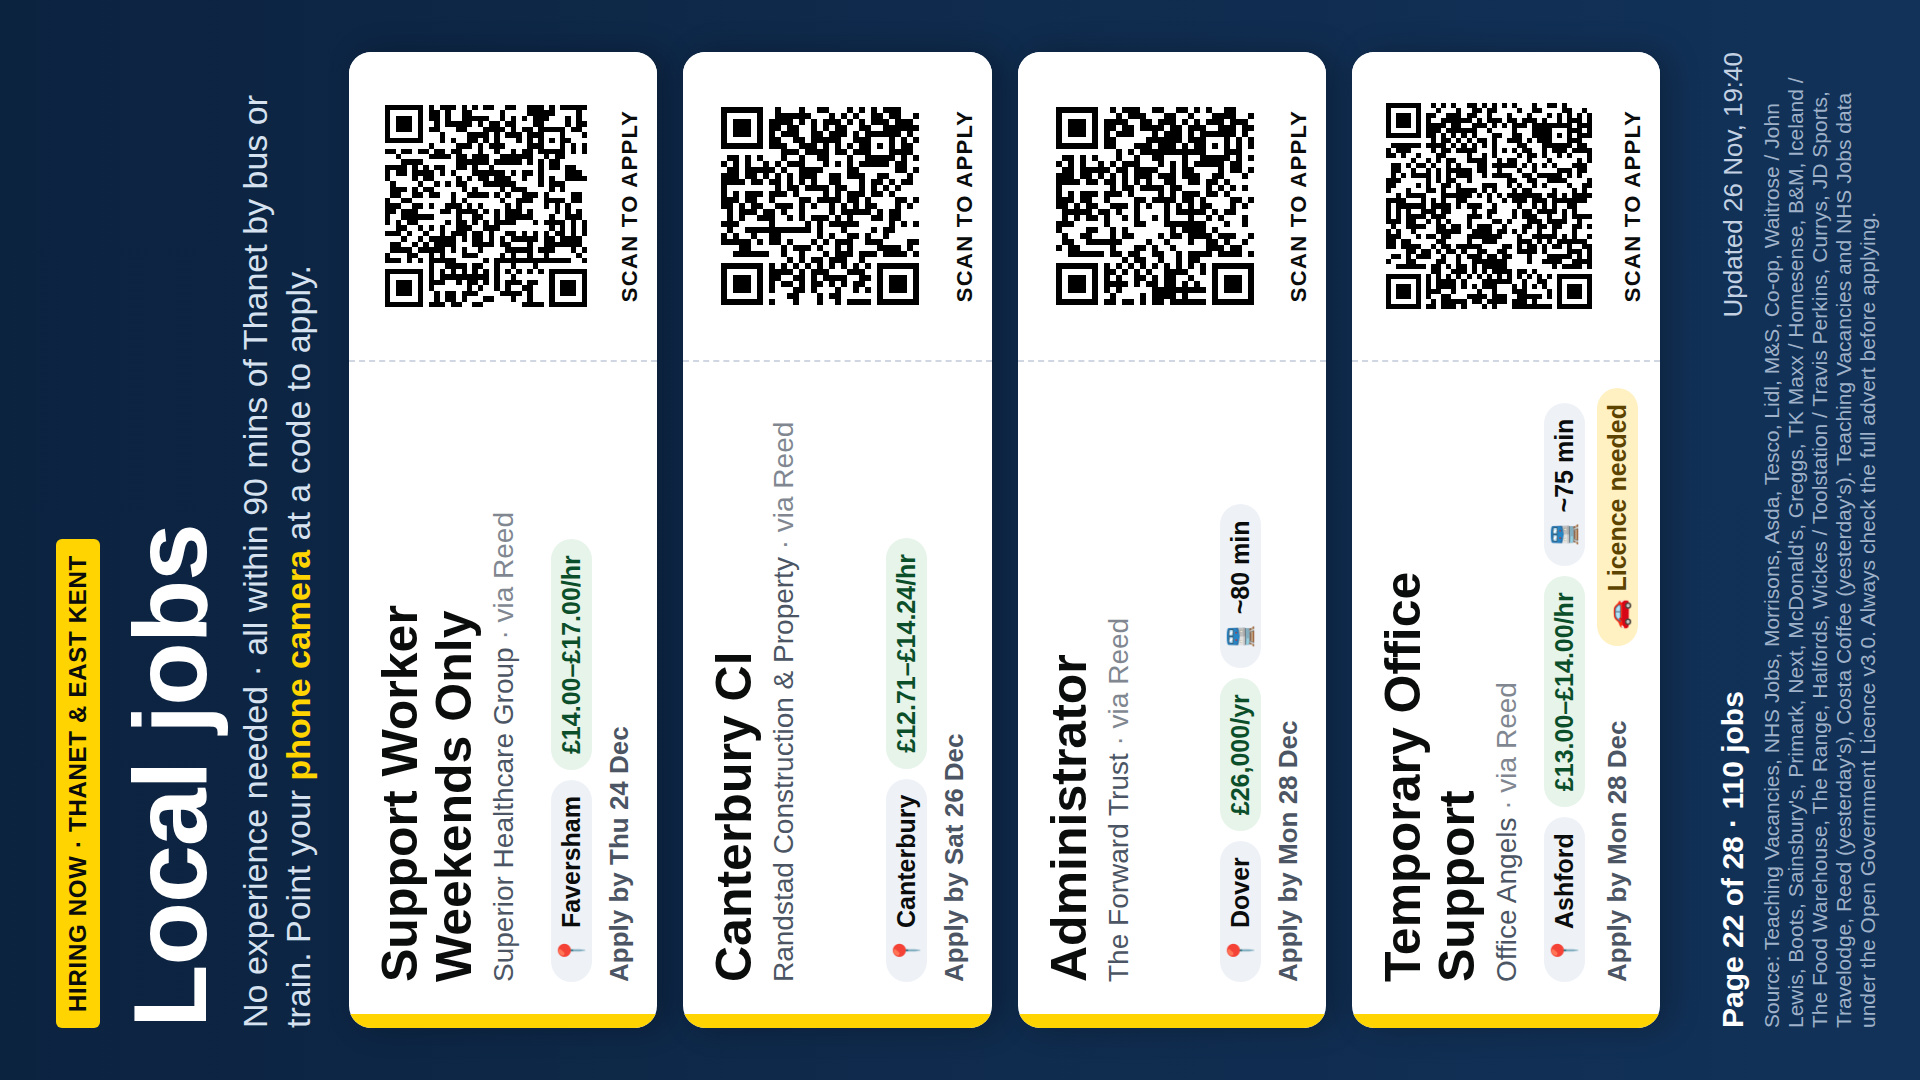 HIRING NOW · THANET & EAST KENT
Local jobs
No experience needed · all within 90 mins of Thanet by bus or
train. Point your phone camera at a code to apply.
Support Worker
Weekends Only
Superior Healthcare Group · via Reed
📍 Faversham
£14.00–£17.00/hr
Apply by Thu 24 Dec
SCAN TO APPLY
Canterbury CI
Randstad Construction & Property · via Reed
📍 Canterbury
£12.71–£14.24/hr
Apply by Sat 26 Dec
SCAN TO APPLY
Administrator
The Forward Trust · via Reed
📍 Dover
£26,000/yr
🚉 ~80 min
Apply by Mon 28 Dec
SCAN TO APPLY
Temporary Office
Support
Office Angels · via Reed
📍 Ashford
£13.00–£14.00/hr
🚉 ~75 min
Apply by Mon 28 Dec
🚗 Licence needed
SCAN TO APPLY
Page 22 of 28 · 110 jobs
Updated 26 Nov, 19:40
Source: Teaching Vacancies, NHS Jobs, Morrisons, Asda, Tesco, Lidl, M&S, Co-op, Waitrose / John
Lewis, Boots, Sainsbury's, Primark, Next, McDonald's, Greggs, TK Maxx / Homesense, B&M, Iceland /
The Food Warehouse, The Range, Halfords, Wickes / Toolstation / Travis Perkins, Currys, JD Sports,
Travelodge, Reed (yesterday's), Costa Coffee (yesterday's). Teaching Vacancies and NHS Jobs data
under the Open Government Licence v3.0. Always check the full advert before applying.